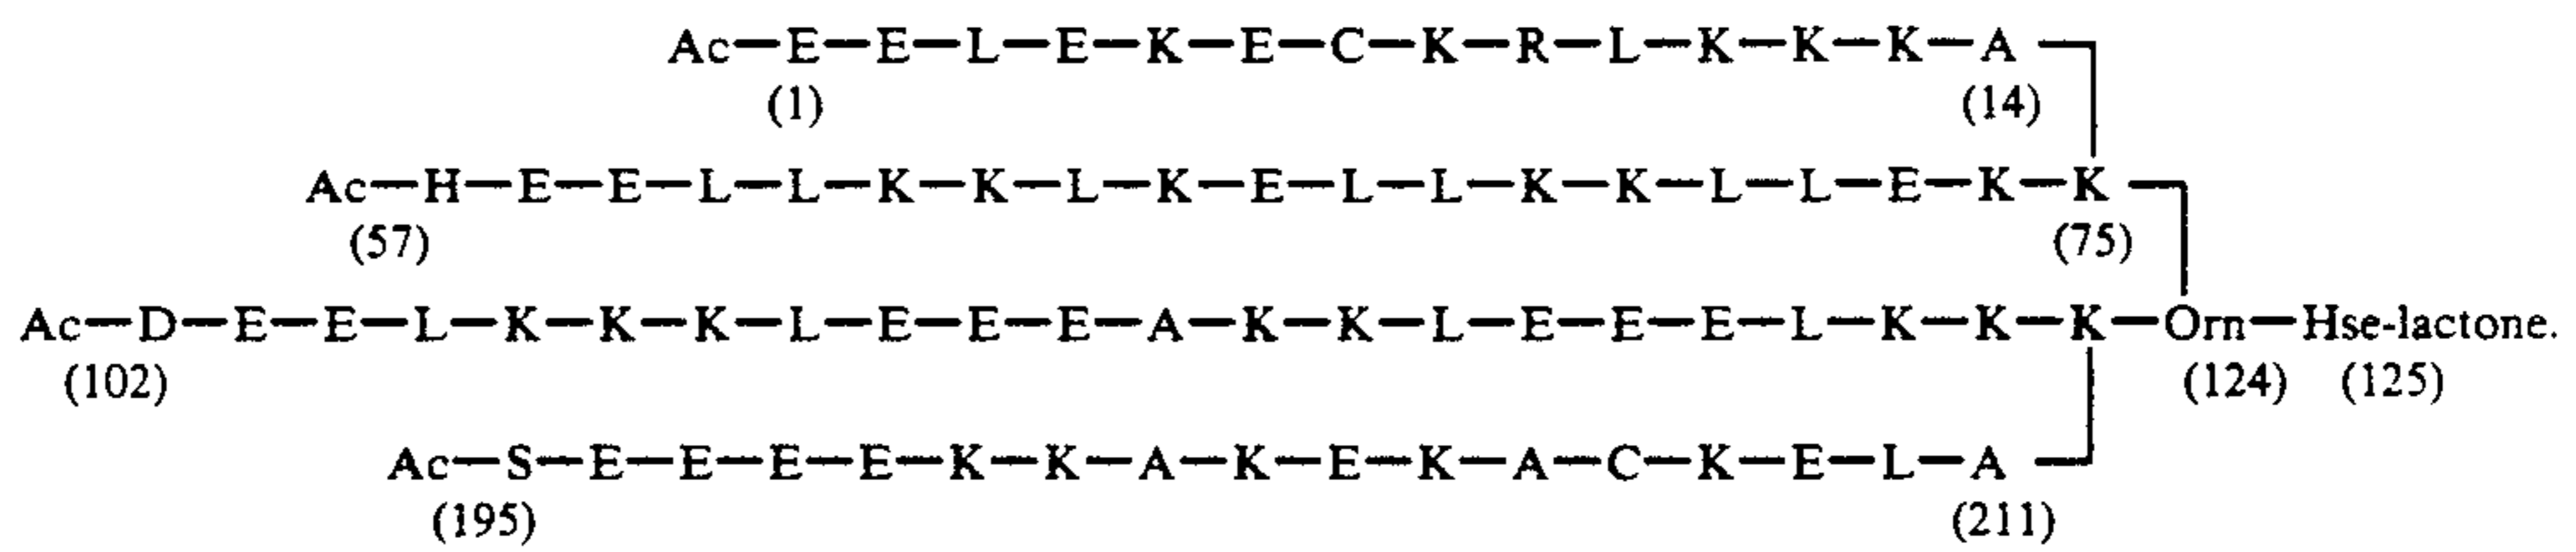 Ac—E—E—L—E—K—E—C—K—R—L—K—K—K—A
(1) (14)
Ac—H—E—E—L—L—K—K—L—K—E—L—L—K—K—L—L—E—K—K
(57) (75)
Ac—D—E—E—L—K—K—K—L—E—E—E—A—K—K—L—E—E—E—L—K—K—K—Orn—Hse-lactone.
(102) (124) (125)
Ac—S—E—E—E—E—K—K—A—K—E—K—A—C—K—E—L—A
(195) (211)